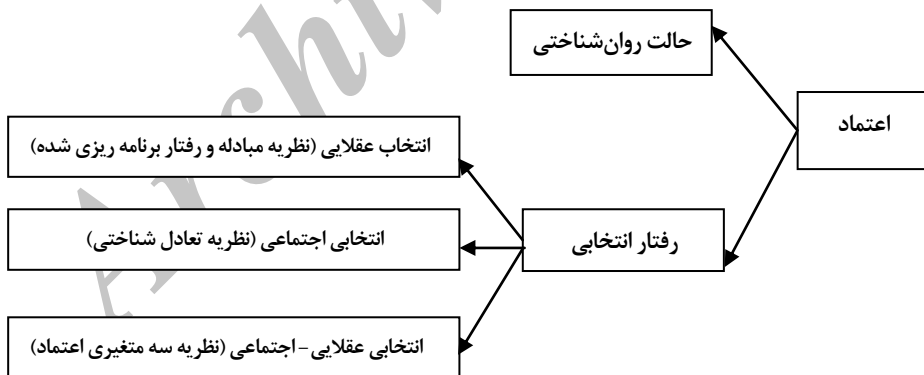 حالت روان‌شناختی
اعتماد
انتخاب عقلایی (نظریه مبادله و رفتار برنامه ریزی شده)
رفتار انتخابی
انتخابی اجتماعی (نظریه تعادل شناختی)
انتخابی عقلایی - اجتماعی (نظریه سه متغیری اعتماد)
Archiv